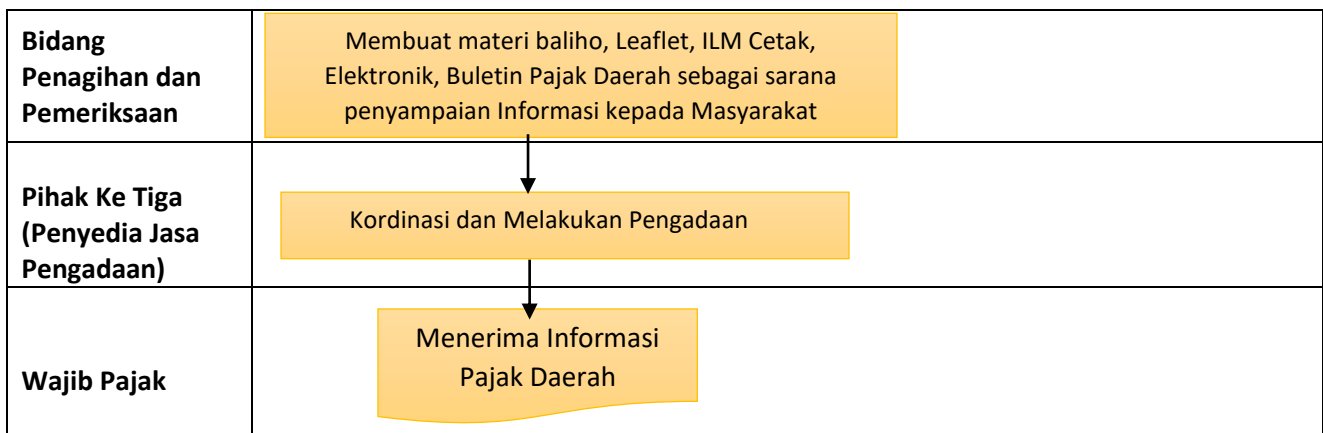 Bidang
Penagihan dan
Pemeriksaan
Membuat materi baliho, Leaflet, ILM Cetak,
Elektronik, Buletin Pajak Daerah sebagai sarana
penyampaian Informasi kepada Masyarakat
Pihak Ke Tiga
(Penyedia Jasa
Pengadaan)
Kordinasi dan Melakukan Pengadaan
Wajib Pajak
Menerima Informasi
Pajak Daerah